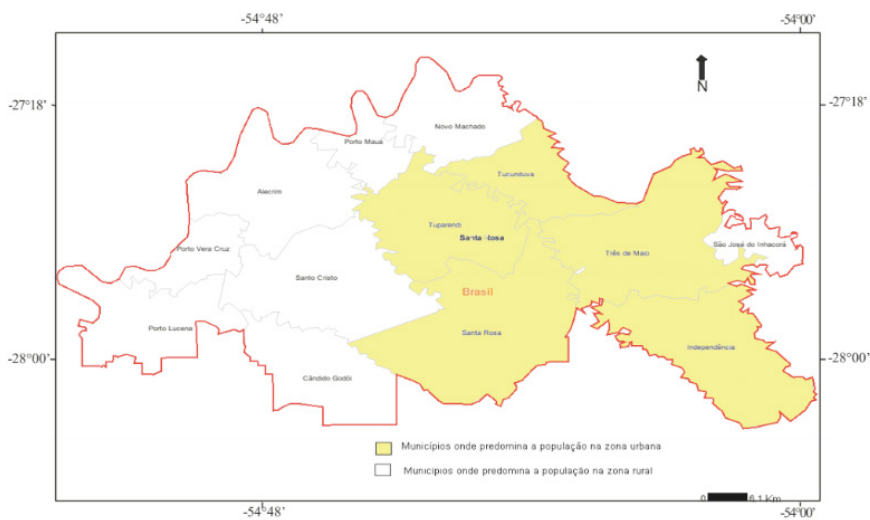 -54°48’
-54°00’
-27°18’
-27°18’
N
Novo Machado
Porto Mauá
Tucunduva
Alecrim
Tuparendi
Santa Rosa
Porto Vera Cruz
São José do Inhacorá
Três de Maio
Santo Cristo
Brasil
Porto Lucena
Santa Rosa
Independência
-28°00’
-28°00’
Cândido Godói
Municípios onde predomina a população na zona urbana
Municípios onde predomina a população na zona rural
0 6.1 Km
-54°48’
-54°00’